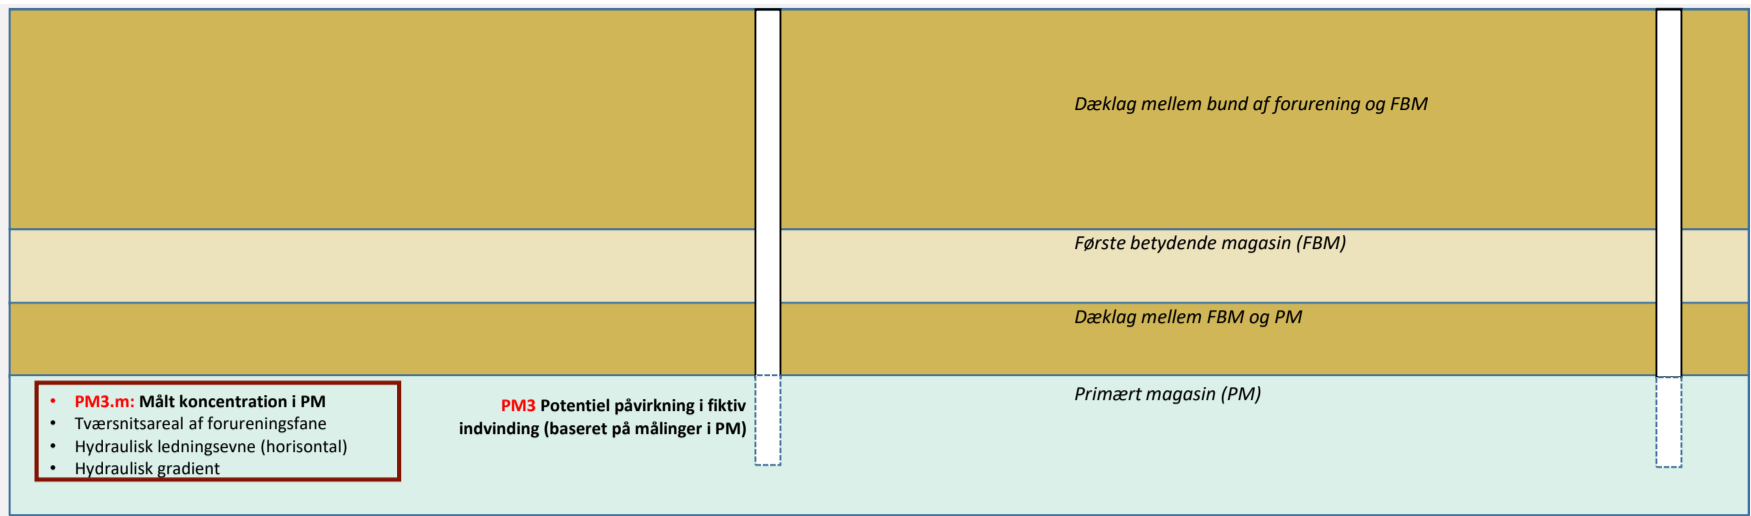 Dæklag mellem bund af forurening og FBM
Første betydende magasin (FBM)
Dæklag mellem FBM og PM
Primært magasin (PM)
• PM3.m: Målt koncentration i PM
• Tværsnitsareal af forureningsfane
• Hydraulisk ledningsevne (horisontal)
• Hydraulisk gradient
PM3 Potentiel påvirkning i fiktiv
indvinding (baseret på målinger i PM)